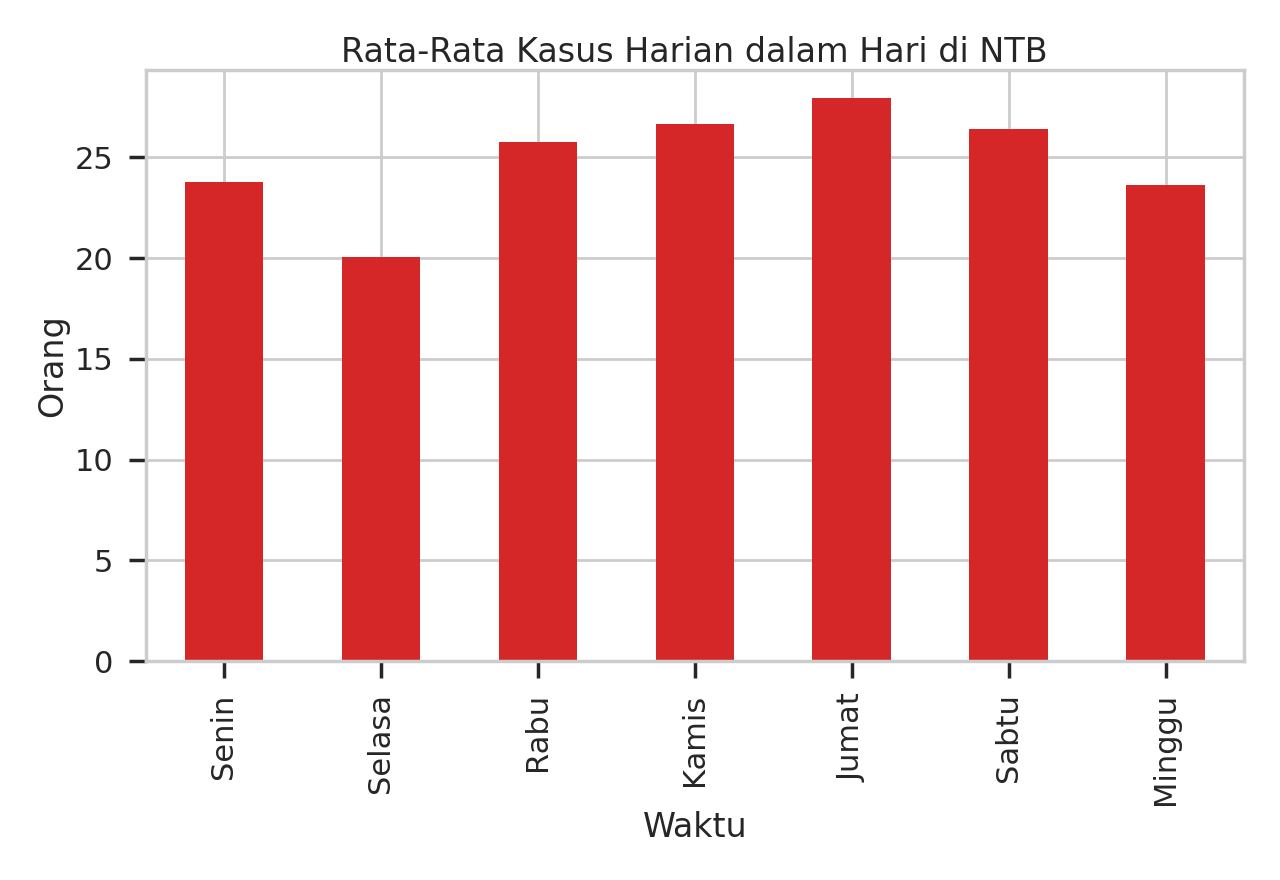 Rata-Rata Kasus Harian dalam Hari di NTB
Orang
25
20
15
10
5
0
Senin
Selasa
Rabu
Kamis
Jumat
Sabtu
Minggu
Waktu